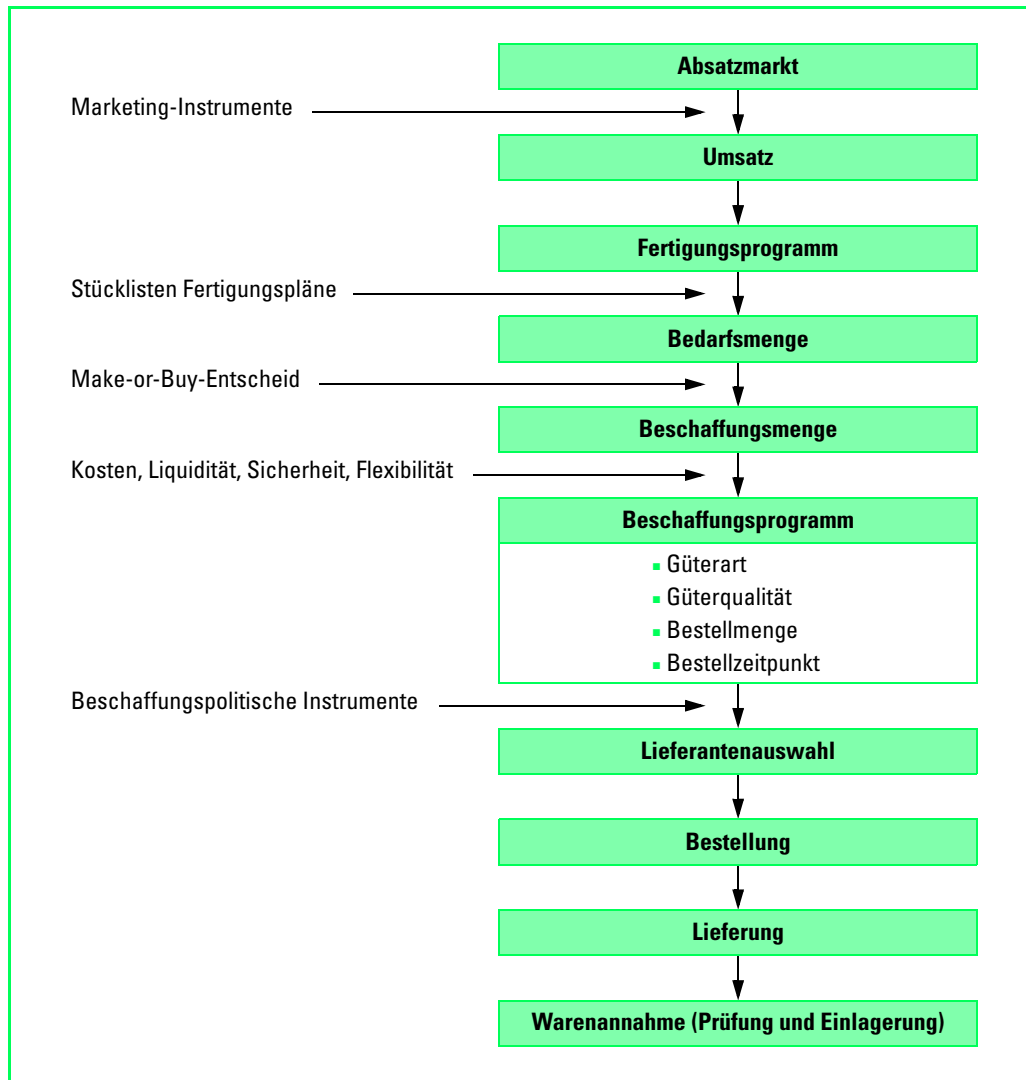 Absatzmarkt
Marketing-Instrumente
Umsatz
Fertigungsprogramm
Stücklisten Fertigungspläne
Bedarfsmenge
Make-or-Buy-Entscheid
Beschaffungsmenge
Kosten, Liquidität, Sicherheit, Flexibilität
Beschaffungsprogramm
▪ Güterart
▪ Güterqualität
▪ Bestellmenge
▪ Bestellzeitpunkt
Beschaffungspolitische Instrumente
Lieferantenauswahl
Bestellung
Lieferung
Warenannahme (Prüfung und Einlagerung)